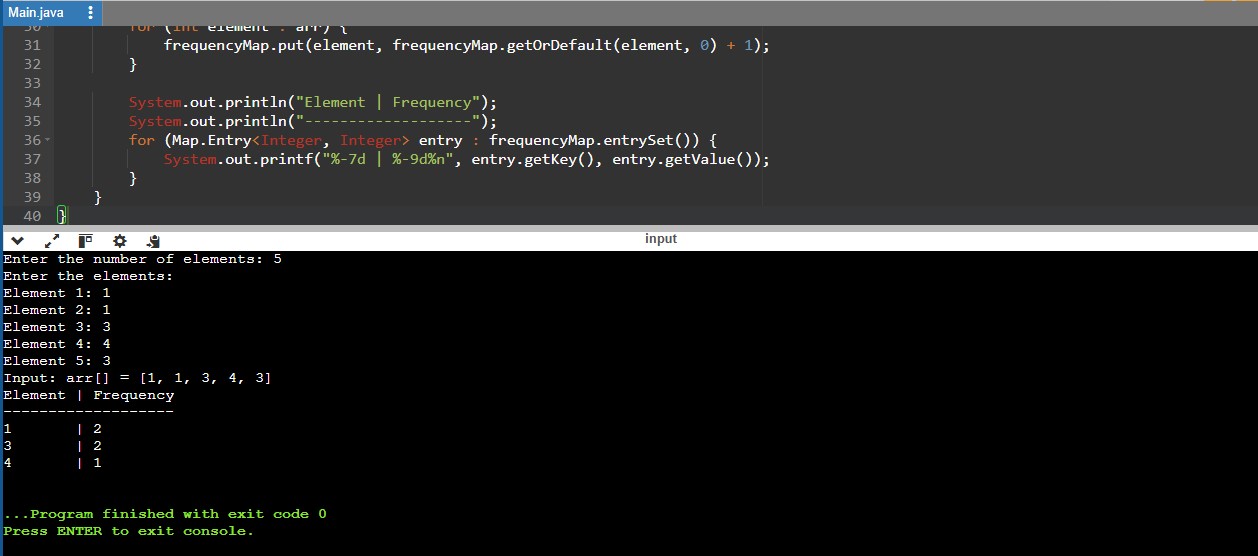 Main.java
30 for (int element : arr) {
31 frequencyMap.put(element, frequencyMap.getOrDefault(element, 0) + 1);
32 }
33
34 System.out.println("Element | Frequency");
35 System.out.println("-------------------");
36 for (Map.Entry<Integer, Integer> entry : frequencyMap.entrySet()) {
37 System.out.printf("%-7d | %-9d%n", entry.getKey(), entry.getValue());
38 }
39 }
40 }
input
Enter the number of elements: 5
Enter the elements:
Element 1: 1
Element 2: 1
Element 3: 3
Element 4: 4
Element 5: 3
Input: arr[] = [1, 1, 3, 4, 3]
Element | Frequency
-------------------
1 | 2
3 | 2
4 | 1
...Program finished with exit code 0
Press ENTER to exit console.